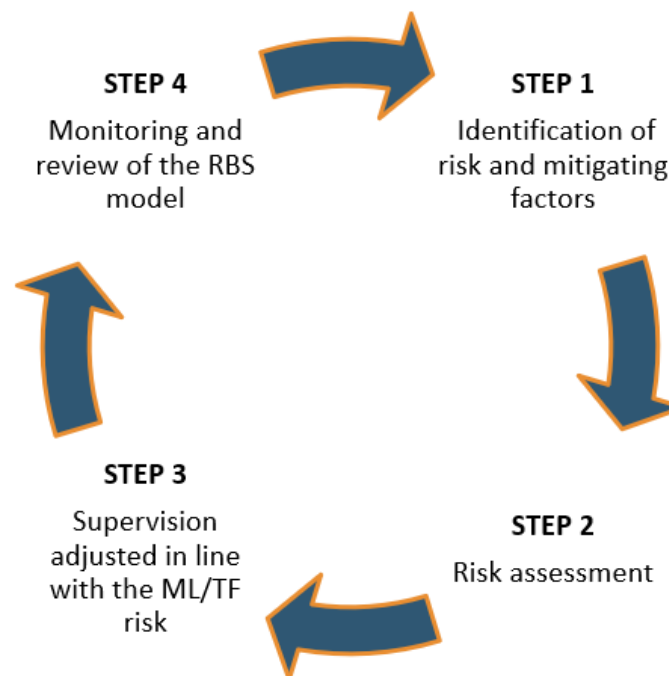 STEP 4
Monitoring and
review of the RBS
model
STEP 1
Identification of
risk and mitigating
factors
STEP 3
Supervision
adjusted in line
with the ML/TF
risk
STEP 2
Risk assessment